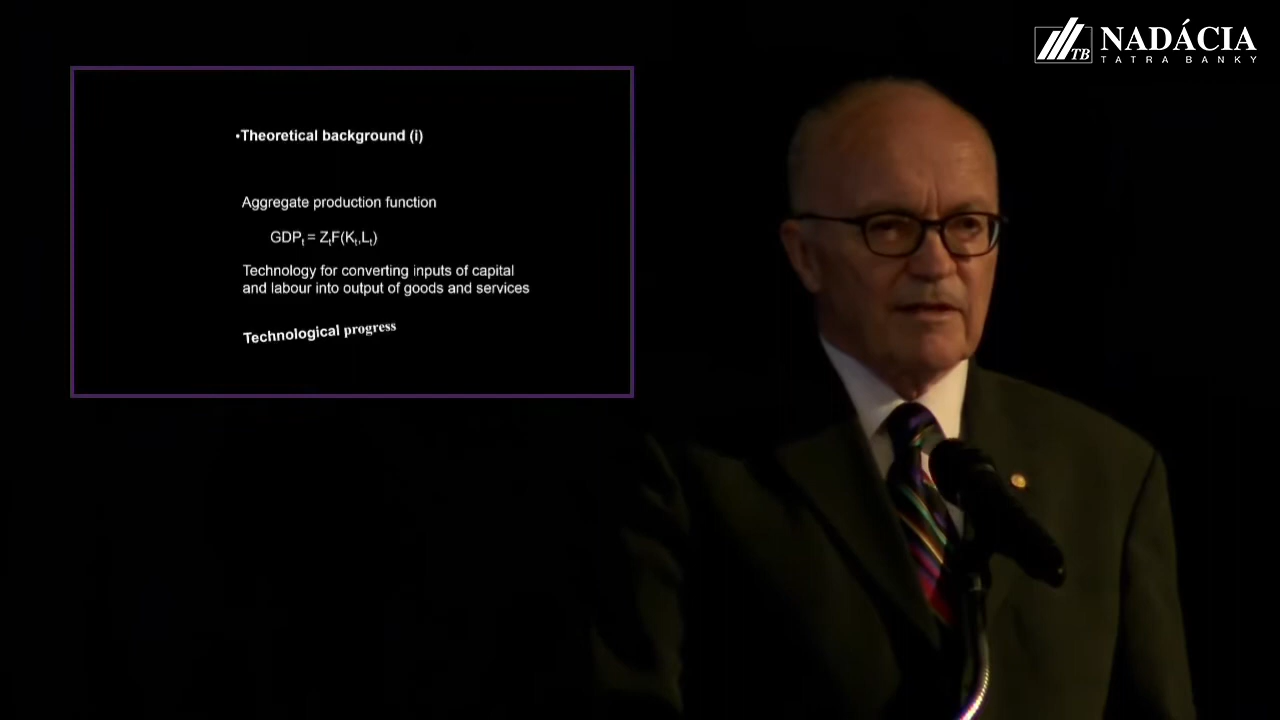 NADÁCIA
TB
TATRA BANKY
•Theoretical background (i)
Aggregate production function
GDPt = ZtF(Kt,Lt)
Technology for converting inputs of capital
and labour into output of goods and services
Technological progress